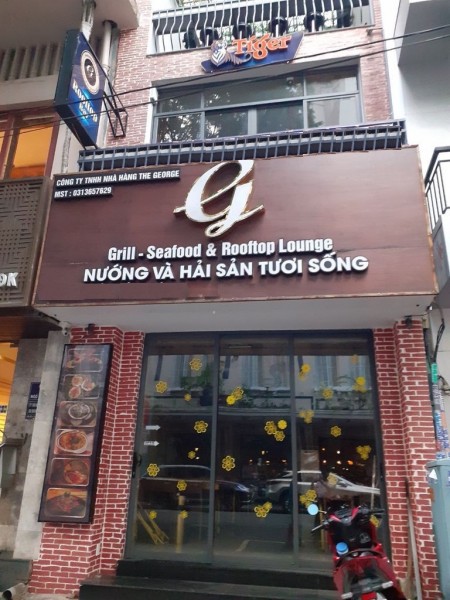 Tiger
Rooftop
CÔNG TY TNHH NHÀ HÀNG THE GEORGE
MST : 0313657629
g
Grill - Seafood & Rooftop Lounge
NƯỚNG VÀ HẢI SẢN TƯƠI SỐNG